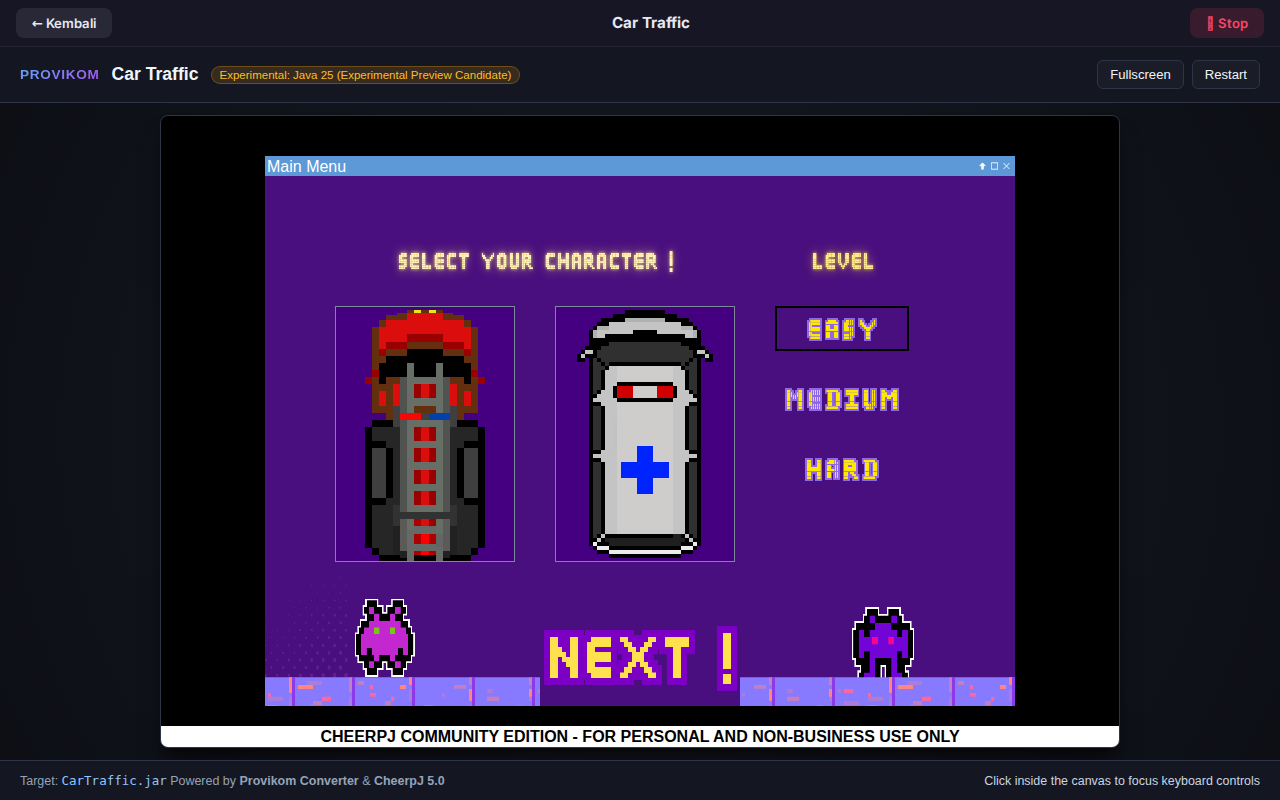 ← Kembali
Car Traffic
Stop
PROVIKOM
Car Traffic
Experimental: Java 25 (Experimental Preview Candidate)
Fullscreen
Restart
Main Menu
SELECT YOUR CHARACTER !
LEVEL
EASY
MEDIUM
HARD
NEXT !
CHEERPJ COMMUNITY EDITION - FOR PERSONAL AND NON-BUSINESS USE ONLY
Target: CarTraffic.jar Powered by Provikom Converter & CheerpJ 5.0
Click inside the canvas to focus keyboard controls